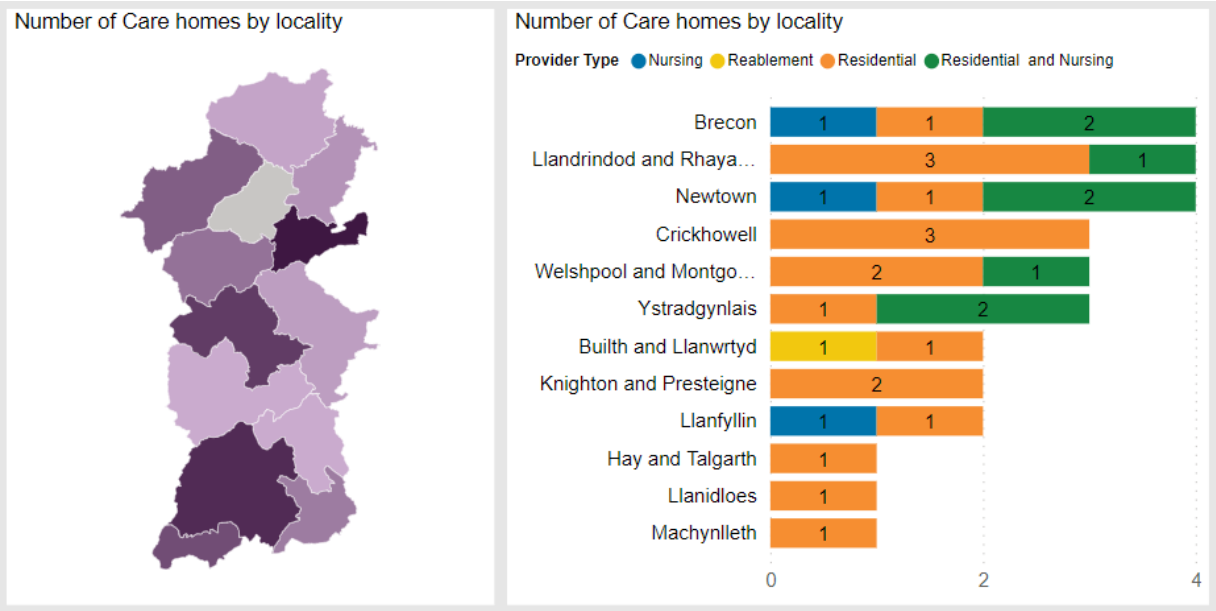 Number of Care homes by locality
Number of Care homes by locality
Provider Type Nursing Reablement Residential Residential and Nursing
Brecon 1 1 2
Llandrindod and Rhaya... 3 1
Newtown 1 1 2
Crickhowell 3
Welshpool and Montgo... 2 1
Ystradgynlais 1 2
Builth and Llanwrtyd 1 1
Knighton and Presteigne 2
Llanfyllin 1 1
Hay and Talgarth 1
Llanidloes 1
Machynlleth 1
0 2 4